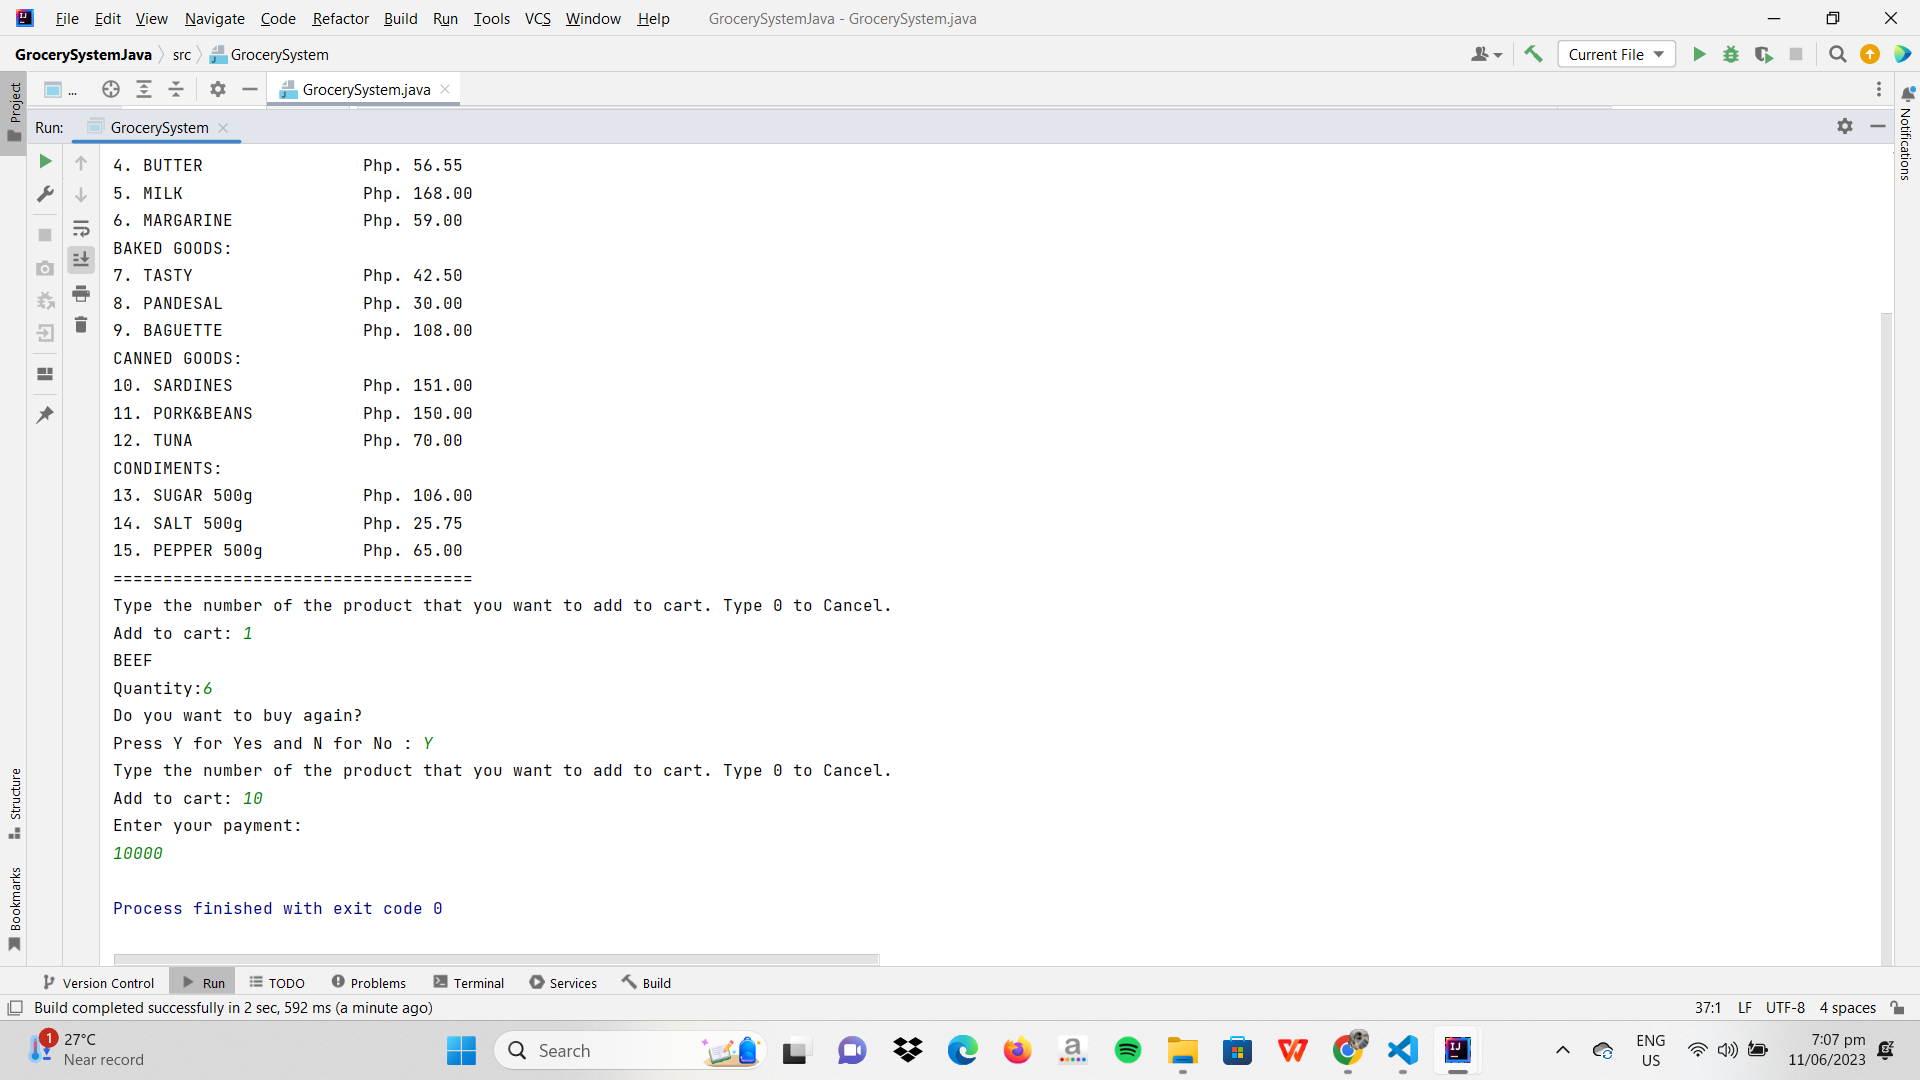 File Edit View Navigate Code Refactor Build Run Tools VCS Window Help GrocerySystemJava - GrocerySystem.java
GrocerySystemJava src GrocerySystem Current File
Project
... GrocerySystem.java
Notifications
Run: GrocerySystem
4. BUTTER Php. 56.55
5. MILK Php. 168.00
6. MARGARINE Php. 59.00
BAKED GOODS:
7. TASTY Php. 42.50
8. PANDESAL Php. 30.00
9. BAGUETTE Php. 108.00
CANNED GOODS:
10. SARDINES Php. 151.00
11. PORK&BEANS Php. 150.00
12. TUNA Php. 70.00
CONDIMENTS:
13. SUGAR 500g Php. 106.00
14. SALT 500g Php. 25.75
15. PEPPER 500g Php. 65.00
====================================
Type the number of the product that you want to add to cart. Type 0 to Cancel.
Add to cart: 1
BEEF
Quantity:6
Do you want to buy again?
Press Y for Yes and N for No : Y
Type the number of the product that you want to add to cart. Type 0 to Cancel.
Add to cart: 10
Enter your payment:
10000
Process finished with exit code 0
Structure
Bookmarks
Version Control Run TODO Problems Terminal Services Build
Build completed successfully in 2 sec, 592 ms (a minute ago) 37:1 LF UTF-8 4 spaces
1 27°C
Near record
Search
ENG
US
7:07 pm
11/06/2023